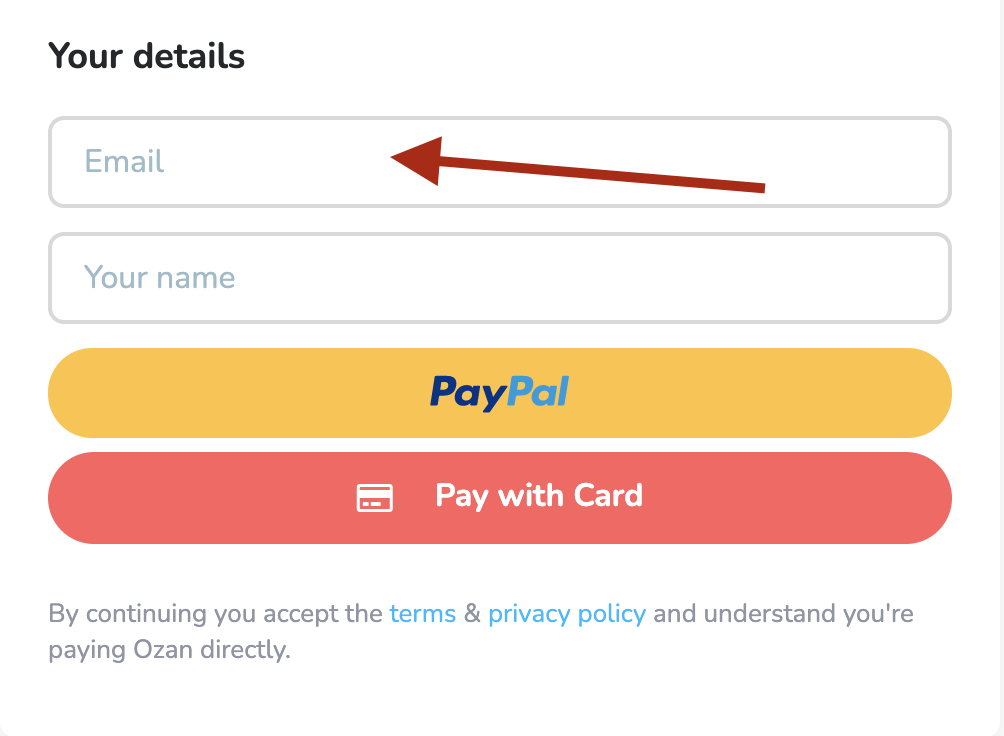 Your details
Email
Your name
PayPal
Pay with Card
By continuing you accept the terms & privacy policy and understand you're
paying Ozan directly.